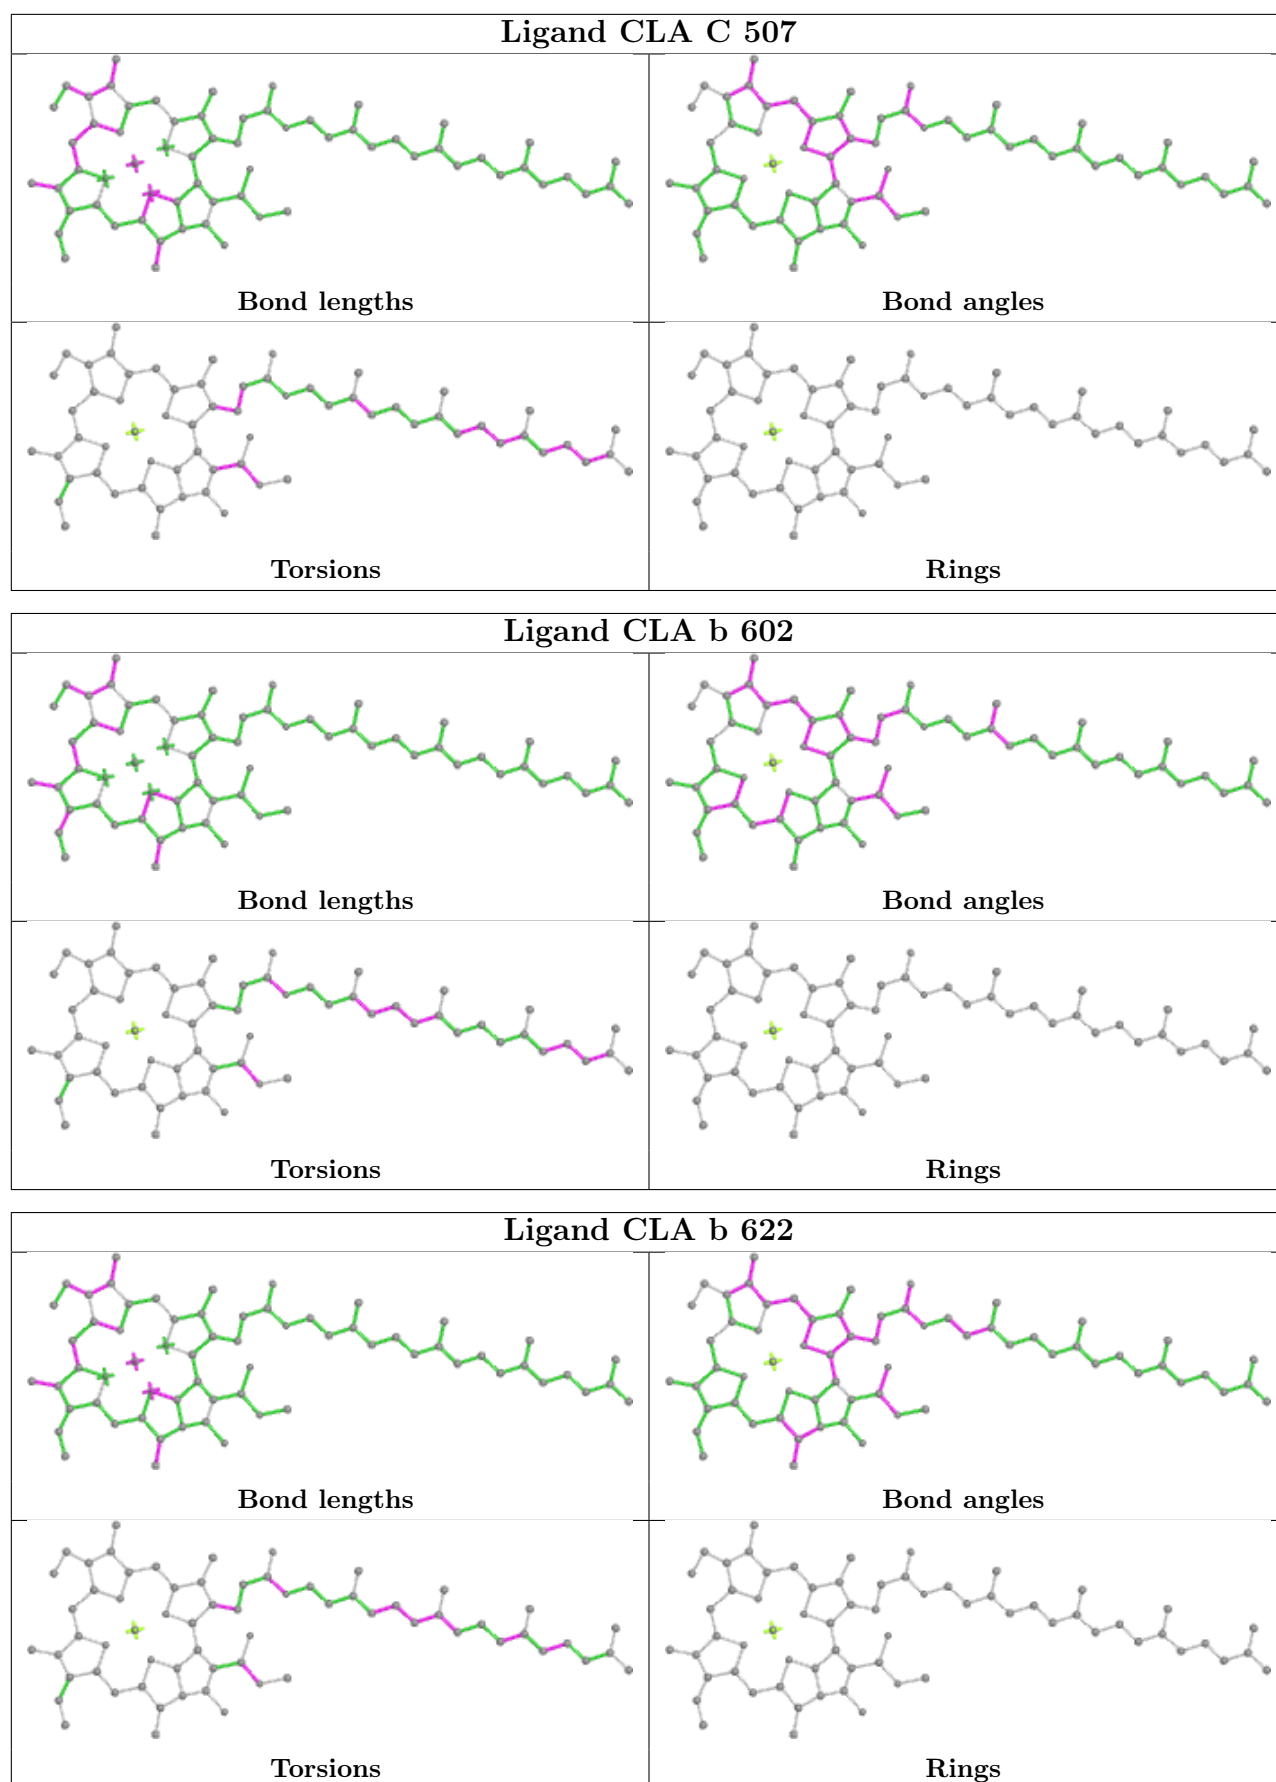 Ligand CLA C 507
Bond lengths
Bond angles
Torsions
Rings
Ligand CLA b 602
Bond lengths
Bond angles
Torsions
Rings
Ligand CLA b 622
Bond lengths
Bond angles
Torsions
Rings